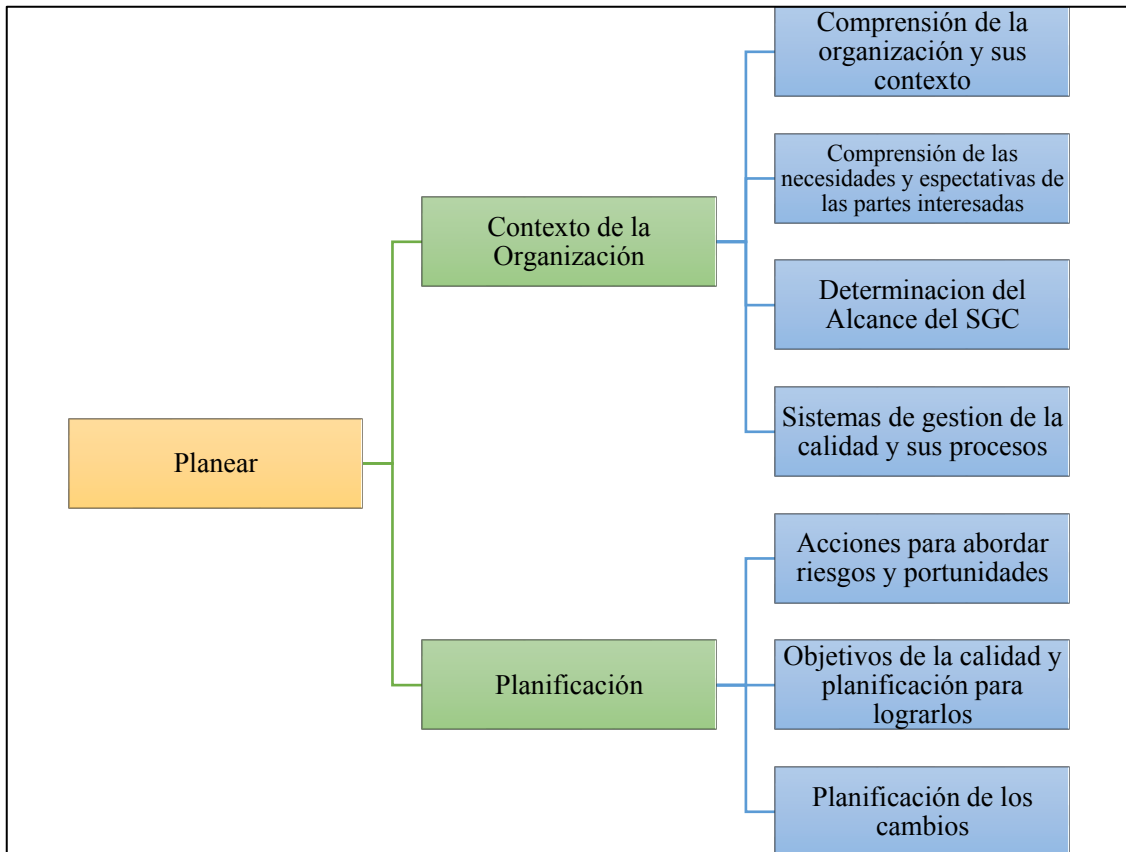 Planear
Contexto de la
Organización
Comprensión de la
organización y sus
contexto
Comprensión de las
necesidades y espectativas de
las partes interesadas
Determinacion del
Alcance del SGC
Sistemas de gestion de la
calidad y sus procesos
Planificación
Acciones para abordar
riesgos y portunidades
Objetivos de la calidad y
planificación para
lograrlos
Planificación de los
cambios